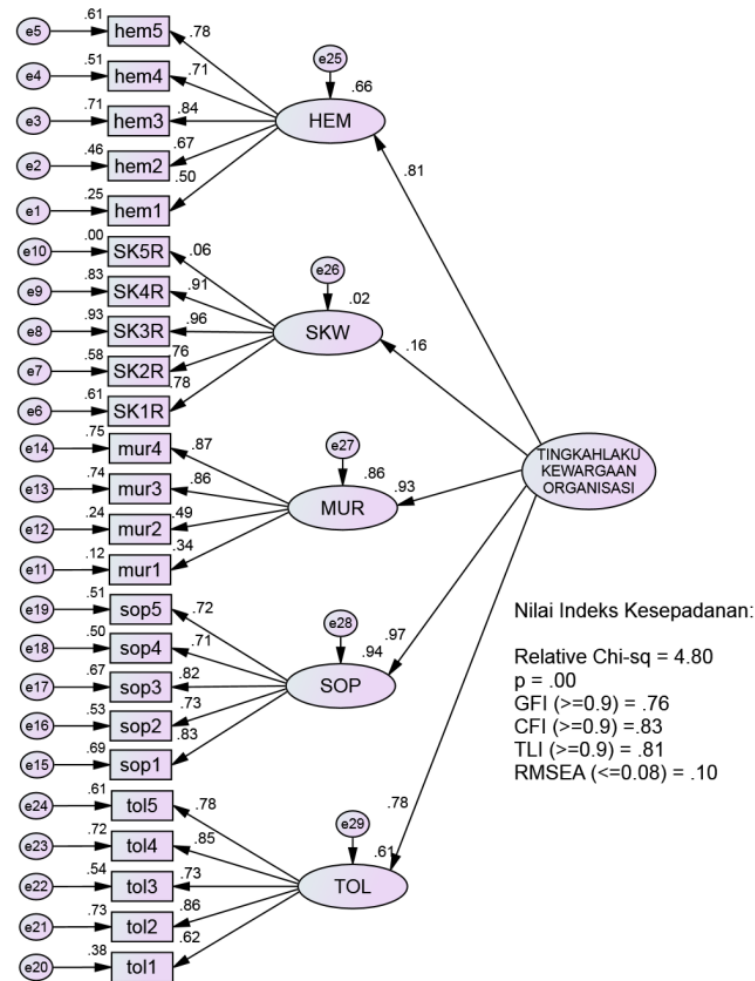 .61
e5
hem5
.78
.51
e4
hem4
.71
e25
.66
.71
e3
hem3
.84
HEM
.46
e2
hem2
.67
.81
.25
e1
hem1
.50
.00
e10
SK5R
.06
.83
e9
SK4R
.91
e26
.02
.93
e8
SK3R
.96
SKW
.16
.58
e7
SK2R
.76
.61
e6
SK1R
.78
.75
e14
mur4
.87
e27
.86
.74
e13
mur3
.86
MUR
.93
.24
e12
mur2
.49
.12
e11
mur1
.34
TINGKAHLAKU
KEWARGAAN
ORGANISASI
.51
e19
sop5
.72
.50
e18
sop4
.71
e28
.94
.97
.67
e17
sop3
.82
SOP
.53
e16
sop2
.73
.69
e15
sop1
.83
Nilai Indeks Kesepadanan:
Relative Chi-sq = 4.80
p = .00
GFI (>=0.9) = .76
CFI (>=0.9) =.83
TLI (>=0.9) =.81
RMSEA (<=0.08) = .10
.61
e24
tol5
.78
.72
e23
tol4
.85
e29
.61
.78
.54
e22
tol3
.73
TOL
.73
e21
tol2
.86
.38
e20
tol1
.62